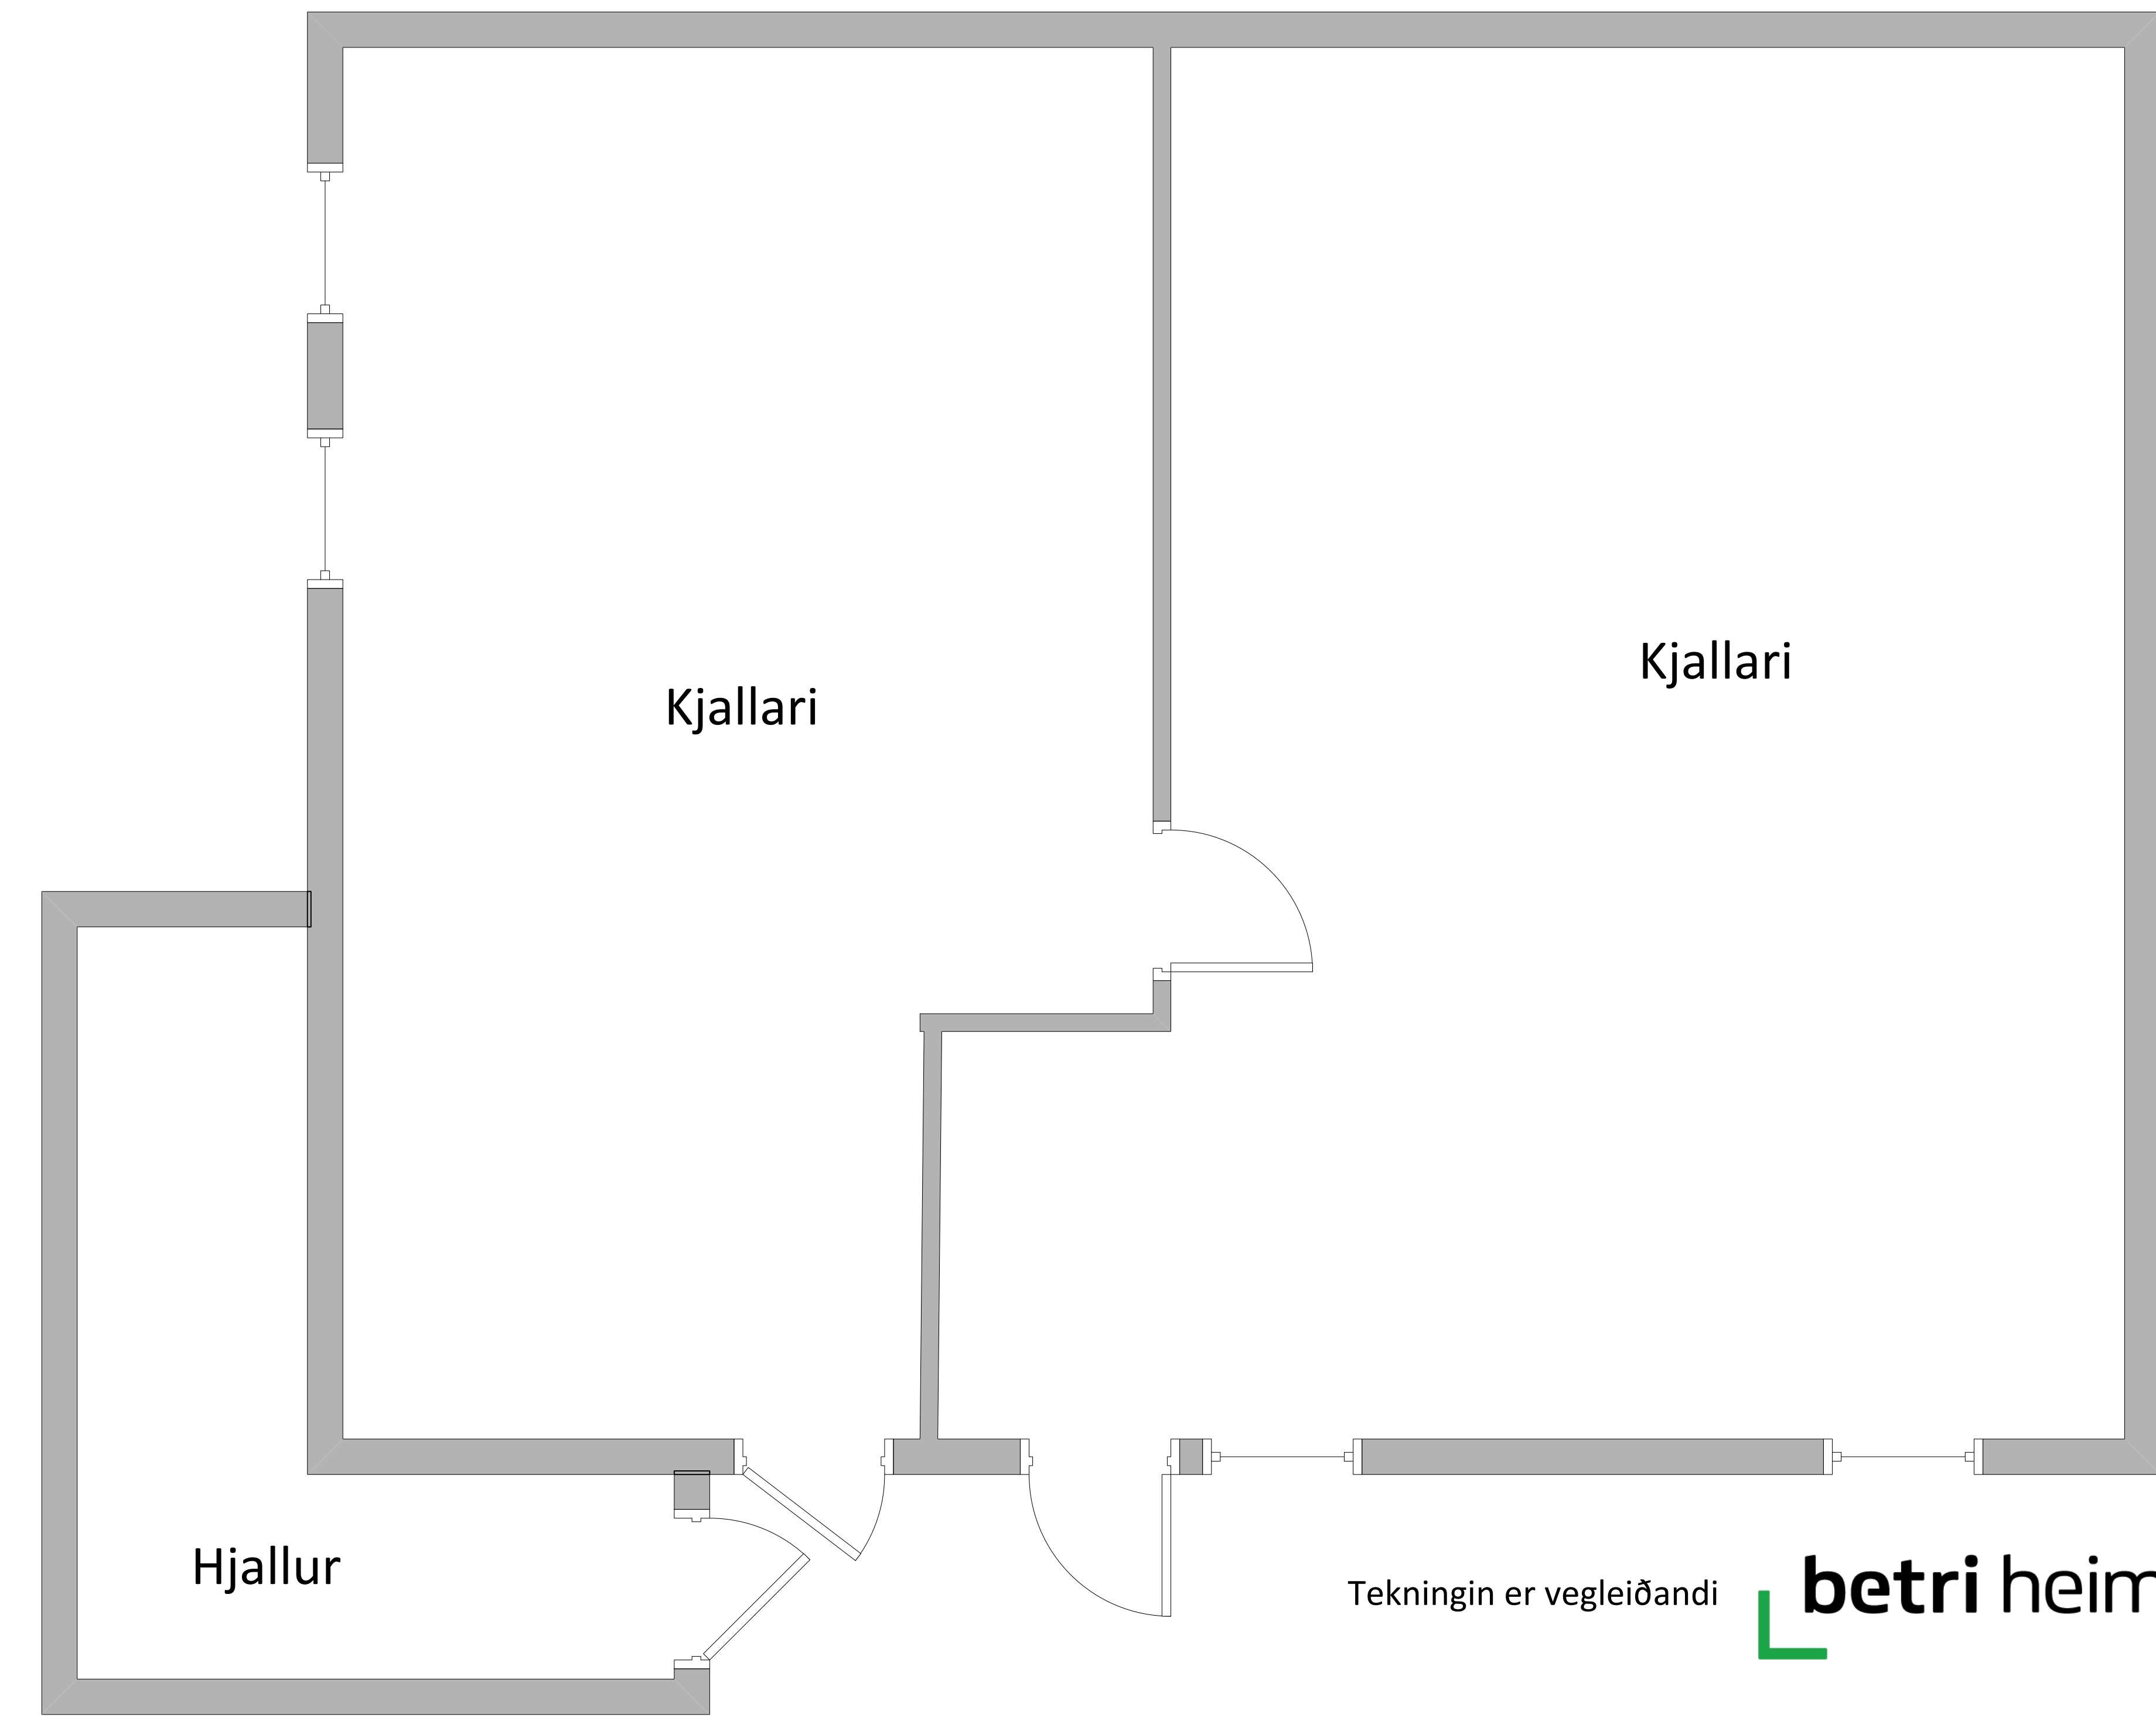 Kjallari
Kjallari
Hjallur
Tekningin er vegleiðandi
betri heim